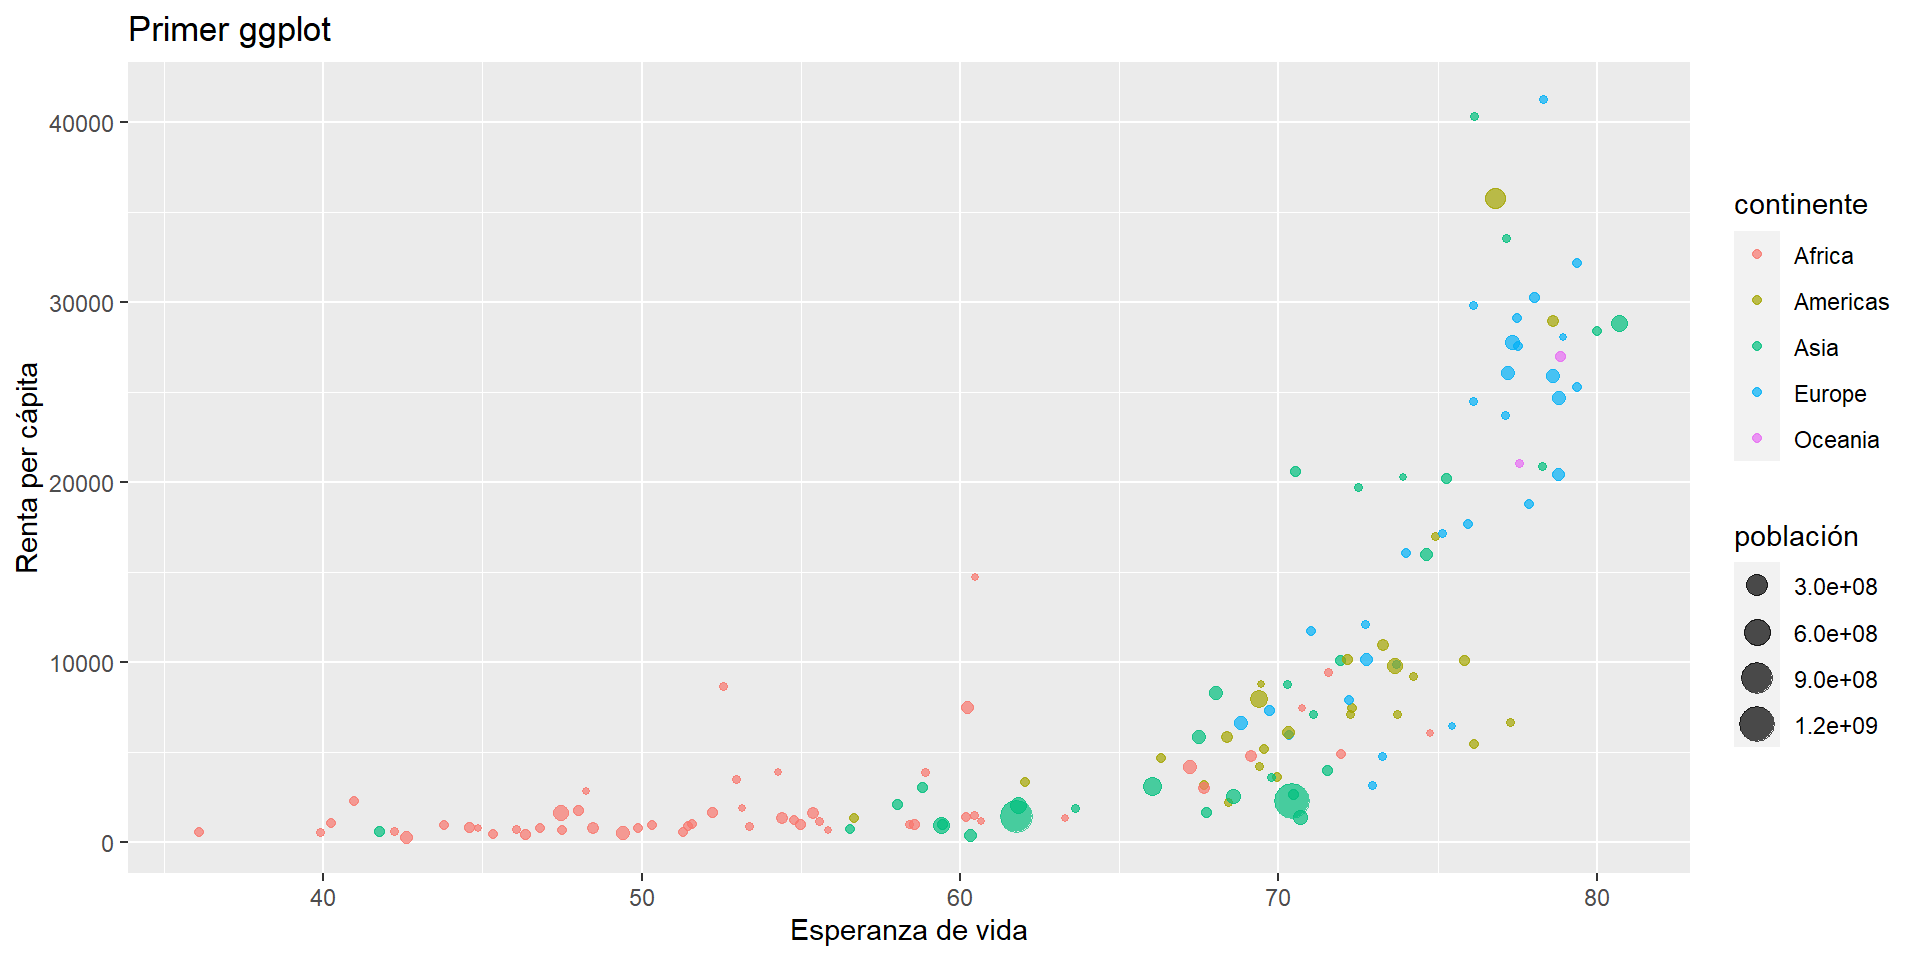 Primer ggplot
40000
30000
20000
10000
0
Renta per cápita
40 50 60 70 80
Esperanza de vida
continente
Africa
Americas
Asia
Europe
Oceania
población
3.0e+08
6.0e+08
9.0e+08
1.2e+09